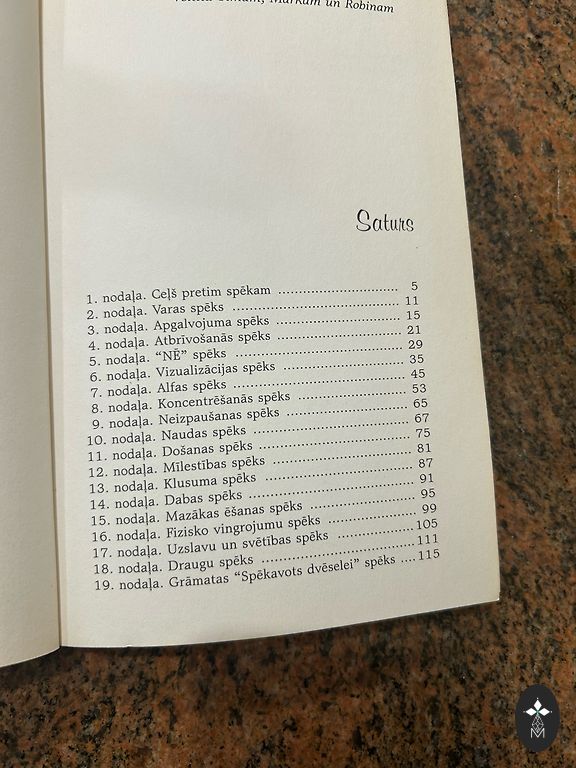 Markam un Robinam
Saturs
1. nodaļa. Ceļš pretim spēkam ............................. 5
2. nodaļa. Varas spēks ........................................ 11
3. nodaļa. Apgalvojuma spēks ............................. 15
4. nodaļa. Atbrīvošanās spēks ............................. 21
5. nodaļa. “NĒ” spēks ........................................ 29
6. nodaļa. Vizualizācijas spēks ............................. 35
7. nodaļa. Alfas spēks ........................................ 45
8. nodaļa. Koncentrēšanās spēks ........................ 53
9. nodaļa. Neizpaušanas spēks ............................. 65
10. nodaļa. Naudas spēks .................................... 67
11. nodaļa. Došanas spēks ................................... 75
12. nodaļa. Mīlestības spēks ................................ 81
13. nodaļa. Klusuma spēks .................................. 87
14. nodaļa. Dabas spēks ...................................... 91
15. nodaļa. Mazākas ēšanas spēks ........................ 95
16. nodaļa. Fizisko vingrojumu spēks .................... 99
17. nodaļa. Uzslavu un svētības spēks ................... 105
18. nodaļa. Draugu spēks .................................... 111
19. nodaļa. Grāmatas “Spēkavots dvēselei” spēks .... 115